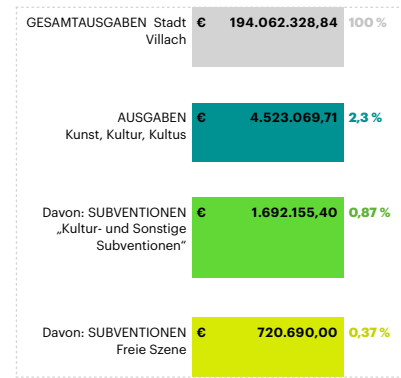 GESAMTAUSGABEN Stadt € 194.062.328,84 100 %
Villach
AUSGABEN € 4.523.069,71 2,3 %
Kunst, Kultur, Kultus
Davon: SUBVENTIONEN € 1.692.155,40 0,87 %
„Kultur- und Sonstige
Subventionen“
Davon: SUBVENTIONEN € 720.690,00 0,37 %
Freie Szene